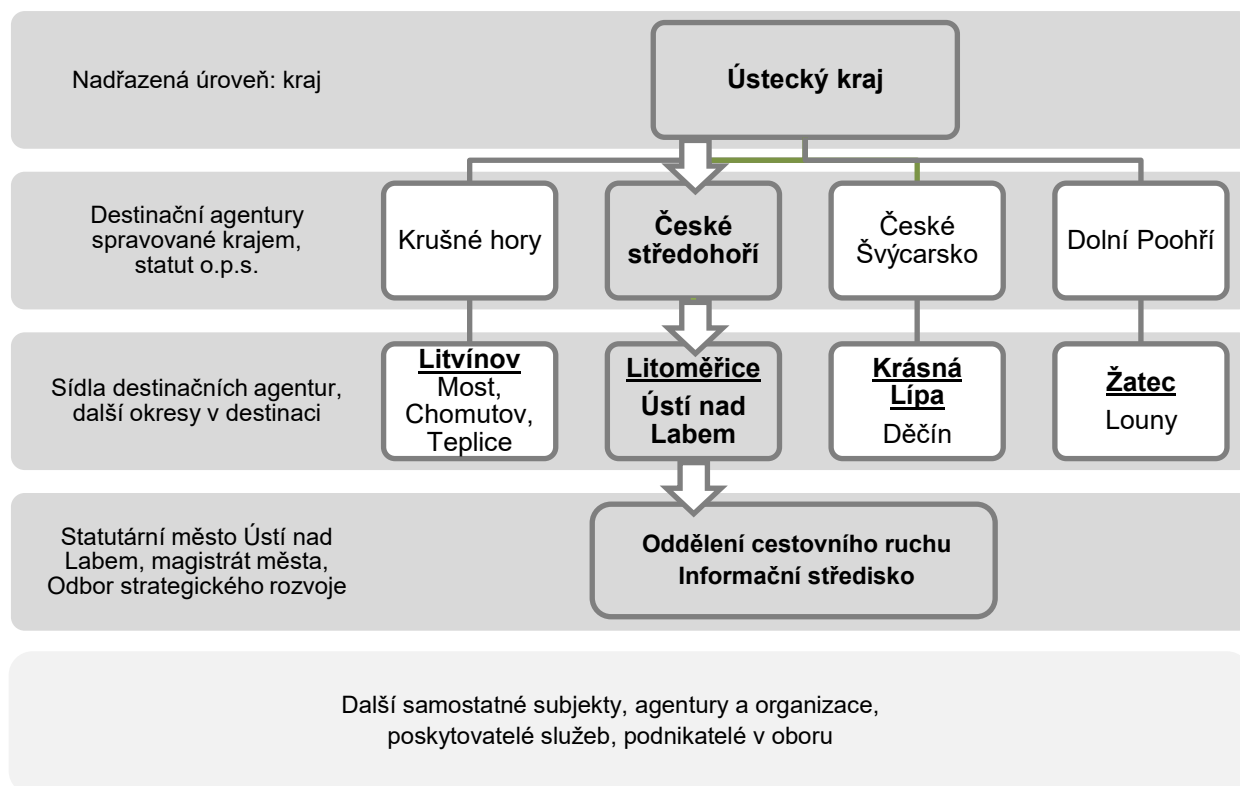 Nadřazená úroveň: kraj
Ústecký kraj
Destinační agentury
spravované krajem,
statut o.p.s.
Krušné hory
České
středohoří
České
Švýcarsko
Dolní Poohří
Sídla destinačních agentur,
další okresy v destinaci
Litvínov
Most,
Chomutov,
Teplice
Litoměřice
Ústí nad
Labem
Krásná
Lípa
Děčín
Žatec
Louny
Statutární město Ústí nad
Labem, magistrát města,
Odbor strategického rozvoje
Oddělení cestovního ruchu
Informační středisko
Další samostatné subjekty, agentury a organizace,
poskytovatelé služeb, podnikatelé v oboru